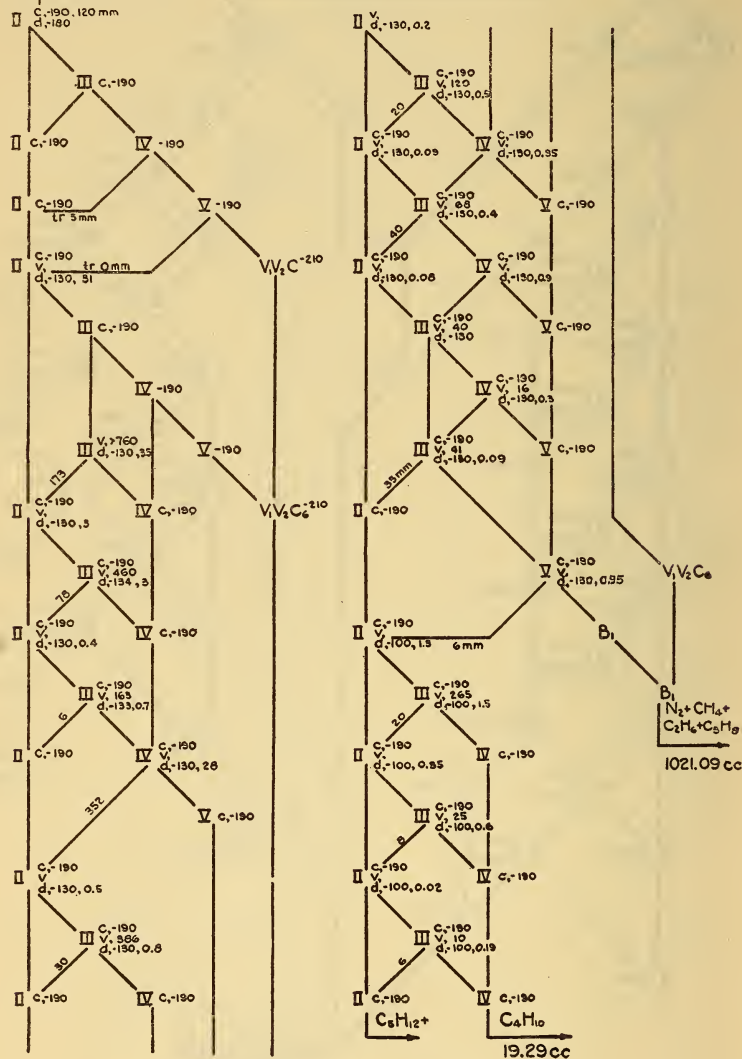 II c,-190, 120 mm
d,-180
III c,-190
II c,-190
IV -190
II c,-190
tr 5mm
V -190
II c,-190
v,
d,-130, 31
tr 0mm
V₁V₂C⁻²¹⁰
III c,-190
IV -190
III v, >760
d,-130, 35
V -190
173
II c,-190
v,
d,-130, 3
IV c,-190
V₁V₂C₆⁻²¹⁰
III c,-190
v, 460
d,-134, 3
78
II c,-190
v,
d,-130, 0.4
IV c,-190
III c,-190
v, 163
d,-133, 0.7
6
II c,-190
IV c,-190
v,
d,-130, 28
352
V c,-190
II c,-190
v,
d,-130, 0.5
III c,-190
v, 386
d,-130, 0.8
30
II c,-190
IV c,-190
II v,
d,-130, 0.2
III c,-190
v, 120
d,-130, 0.5
20
II c,-190
v,
d,-130, 0.09
IV c,-190
v,
d,-130, 0.95
III c,-190
v, 68
d,-130, 0.4
V c,-190
40
II c,-190
v,
d,-130, 0.08
IV c,-190
v,
d,-130, 0.9
III c,-190
v, 40
d,-130
V c,-190
IV c,-190
v, 16
d,-130, 0.3
III c,-190
v, 41
d,-130, 0.09
V c,-190
35mm
II c,-190
V c,-190
v,
d,-130, 0.95
V₁V₂C₆
II c,-190
v,
d,-100, 1.5
6mm
B₁
III c,-190
v, 265
d,-100, 1.5
B₁
N₂+CH₄+
C₂H₆+C₃H₈
20
II c,-190
v,
d,-100, 0.35
IV c,-190
1021.09 cc
III c,-190
v, 25
d,-100, 0.6
8
II c,-190
v,
d,-100, 0.02
IV c,-190
III c,-190
v, 10
d,-100, 0.19
6
II c,-190
IV c,-190
C₅H₁₂+
C₄H₁₀
19.29 cc